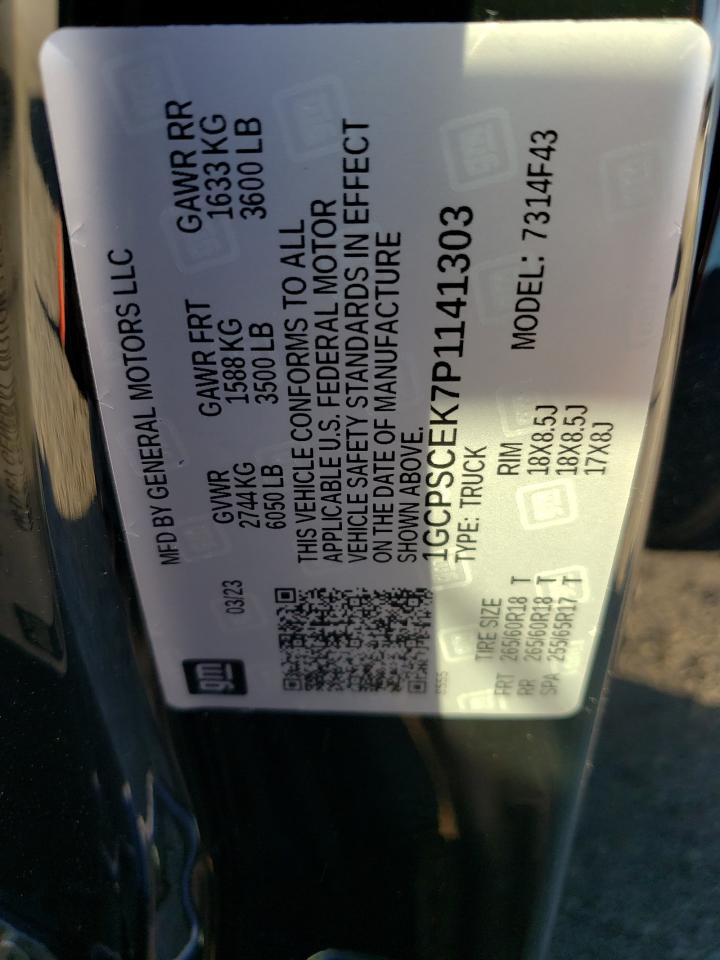 gm
MFD BY GENERAL MOTORS LLC
03/23
GVWR GAWR FRT GAWR RR
2744 KG 1588 KG 1633 KG
6050 LB 3500 LB 3600 LB
THIS VEHICLE CONFORMS TO ALL
APPLICABLE U.S. FEDERAL MOTOR
VEHICLE SAFETY STANDARDS IN EFFECT
ON THE DATE OF MANUFACTURE
SHOWN ABOVE.
1GCPSCEK7P1141303
TYPE: TRUCK
MODEL: 7314F43
TIRE SIZE RIM
FRT 265/60R18 T 18X8.5J
RR 265/60R18 T 18X8.5J
SPA 255/65R17 T 17X8J